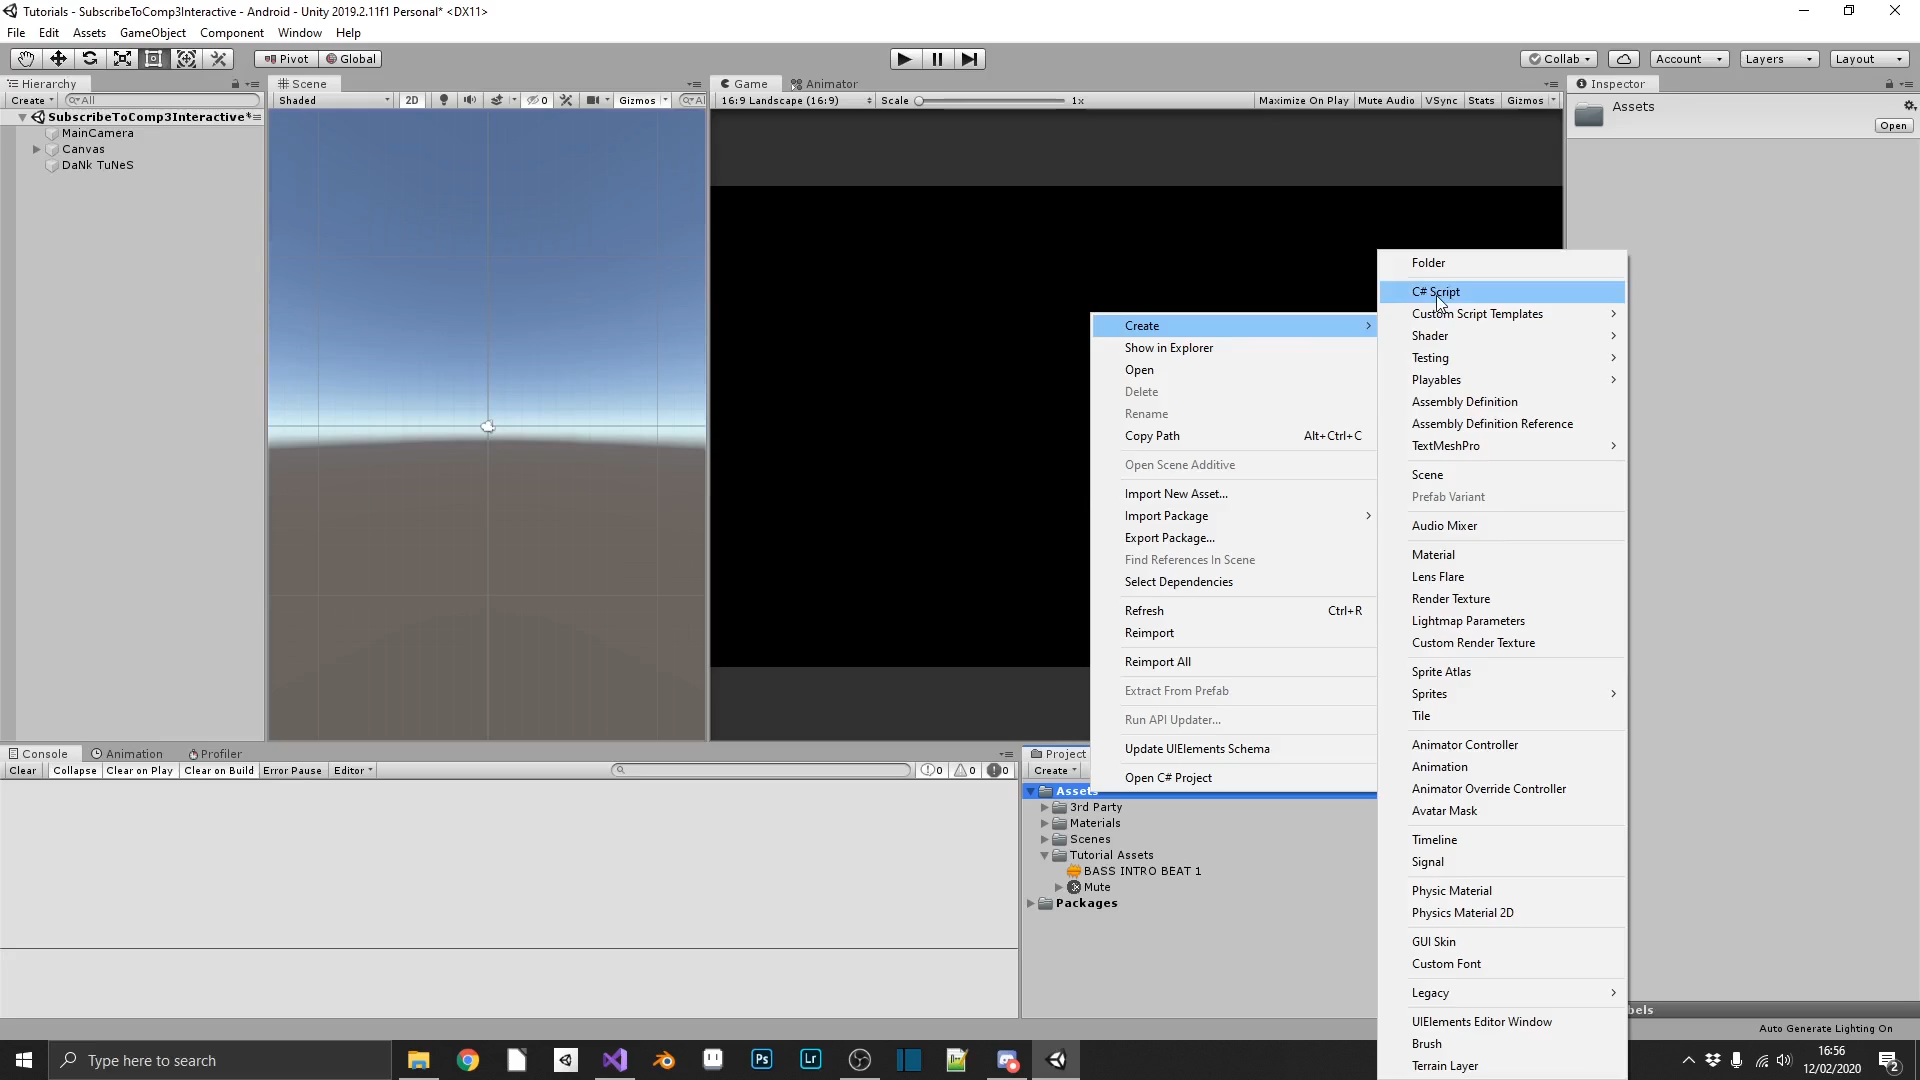 Tutorials - SubscribeToComp3Interactive - Android - Unity 2019.2.11f1 Personal* <DX11>
File Edit Assets GameObject Component Window Help
Pivot Global Collab Account Layers Layout
Hierarchy Scene Game Animator Inspector
Create All Shaded 2D 0 Gizmos Al 16:9 Landscape (16:9) Scale 1x Maximize On Play Mute Audio VSync Stats Gizmos Assets
Open
SubscribeToComp3Interactive*
MainCamera
Canvas
DaNk TuNeS
Create
Show in Explorer
Open
Delete
Rename
Copy Path Alt+Ctrl+C
Open Scene Additive
Import New Asset...
Import Package
Export Package...
Find References In Scene
Select Dependencies
Refresh Ctrl+R
Reimport
Reimport All
Extract From Prefab
Run API Updater...
Update UIElements Schema
Open C# Project
Folder
C# Script
Custom Script Templates
Shader
Testing
Playables
Assembly Definition
Assembly Definition Reference
TextMeshPro
Scene
Prefab Variant
Audio Mixer
Material
Lens Flare
Render Texture
Lightmap Parameters
Custom Render Texture
Sprite Atlas
Sprites
Tile
Animator Controller
Animation
Animator Override Controller
Avatar Mask
Timeline
Signal
Physic Material
Physics Material 2D
GUI Skin
Custom Font
Legacy
UIElements Editor Window
Brush
Terrain Layer
Console Animation Profiler
Clear Collapse Clear on Play Clear on Build Error Pause Editor 0 0 0
Project
Create
Assets
3rd Party
Materials
Scenes
Tutorial Assets
BASS INTRO BEAT 1
Mute
Packages
bels
Auto Generate Lighting On
Type here to search
Ps Lr
16:56
12/02/2020
2